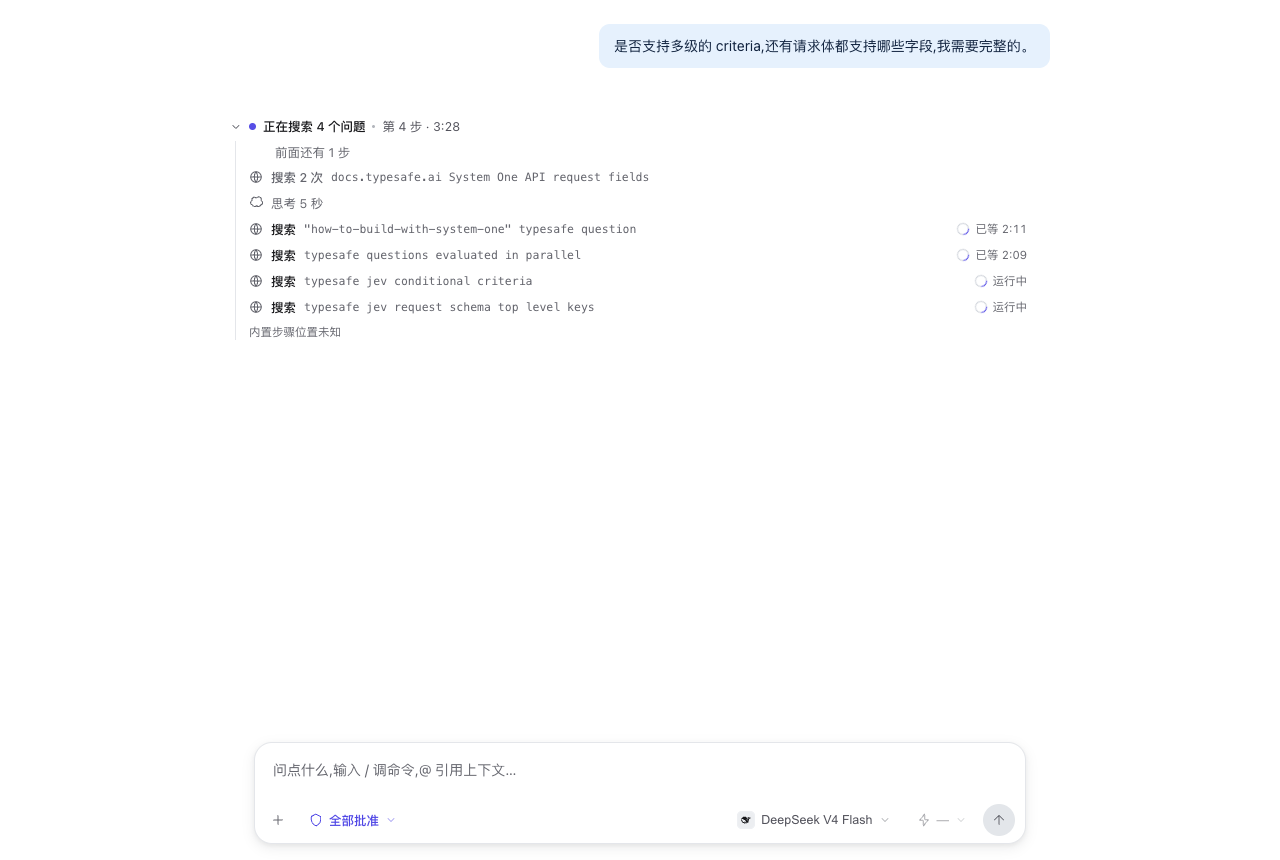 是否支持多级的 criteria,还有请求体都支持哪些字段,我需要完整的。
正在搜索 4 个问题 • 第 4 步 · 3:28
前面还有 1 步
搜索 2 次 docs.typesafe.ai System One API request fields
思考 5 秒
搜索 "how-to-build-with-system-one" typesafe question 已等 2:11
搜索 typesafe questions evaluated in parallel 已等 2:09
搜索 typesafe jev conditional criteria 运行中
搜索 typesafe jev request schema top level keys 运行中
内置步骤位置未知
问点什么,输入 / 调命令,@ 引用上下文...
全部批准 DeepSeek V4 Flash —